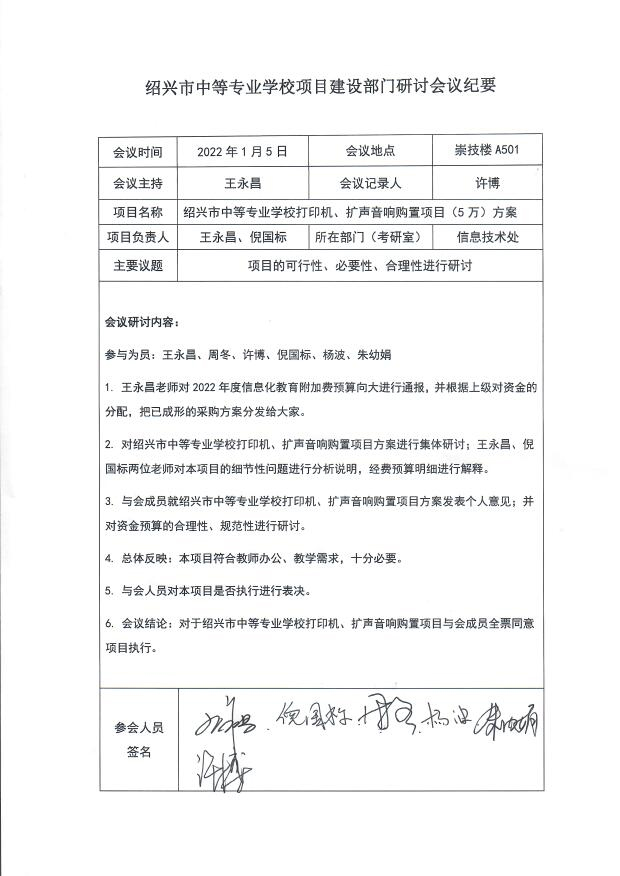 绍兴市中等专业学校项目建设部门研讨会议纪要
会议时间 2022 年 1 月 5 日 会议地点 崇技楼 A501
会议主持 王永昌 会议记录人 许博
项目名称 绍兴市中等专业学校打印机、扩声音响购置项目（5 万）方案
项目负责人 王永昌、倪国标 所在部门（考研室） 信息技术处
主要议题 项目的可行性、必要性、合理性进行研讨
会议研讨内容：
参与为员：王永昌、周冬、许博、倪国标、杨波、朱幼娟
1. 王永昌老师对 2022 年度信息化教育附加费预算向大进行通报，并根据上级对资金的
分配，把已成形的采购方案分发给大家。
2. 对绍兴市中等专业学校打印机、扩声音响购置项目方案进行集体研讨；王永昌、倪
国标两位老师对本项目的细节性问题进行分析说明，经费预算明细进行解释。
3. 与会成员就绍兴市中等专业学校打印机、扩声音响购置项目方案发表个人意见；并
对资金预算的合理性、规范性进行研讨。
4. 总体反映：本项目符合教师办公、教学需求，十分必要。
5. 与会人员对本项目是否执行进行表决。
6. 会议结论：对于绍兴市中等专业学校打印机、扩声音响购置项目与会成员全票同意
项目执行。
参会人员
签名
王永昌、倪国标、周冬、杨波、朱幼娟
许博